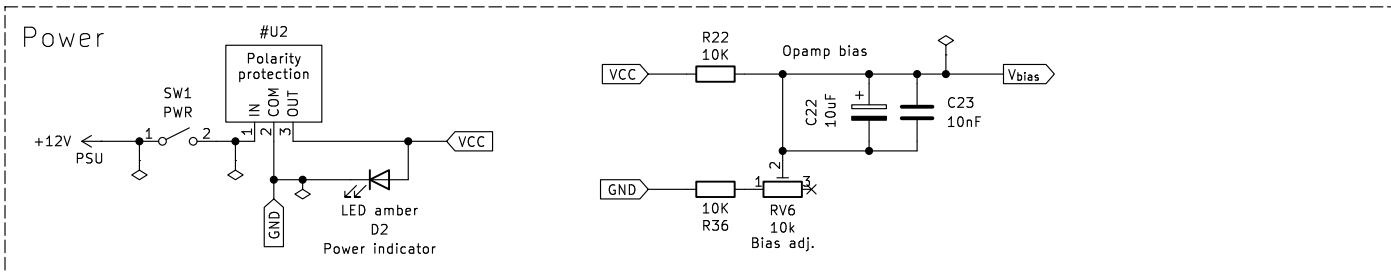 Power
#U2
Polarity
protection
IN
COM
OUT
1
2
3
SW1
PWR
1
2
+12V
PSU
VCC
GND
LED amber
D2
Power indicator
R22
10K
Opamp bias
VCC
Vbias
+
C22
10uF
C23
10nF
2
GND
1
3
10K
R36
RV6
10k
Bias adj.